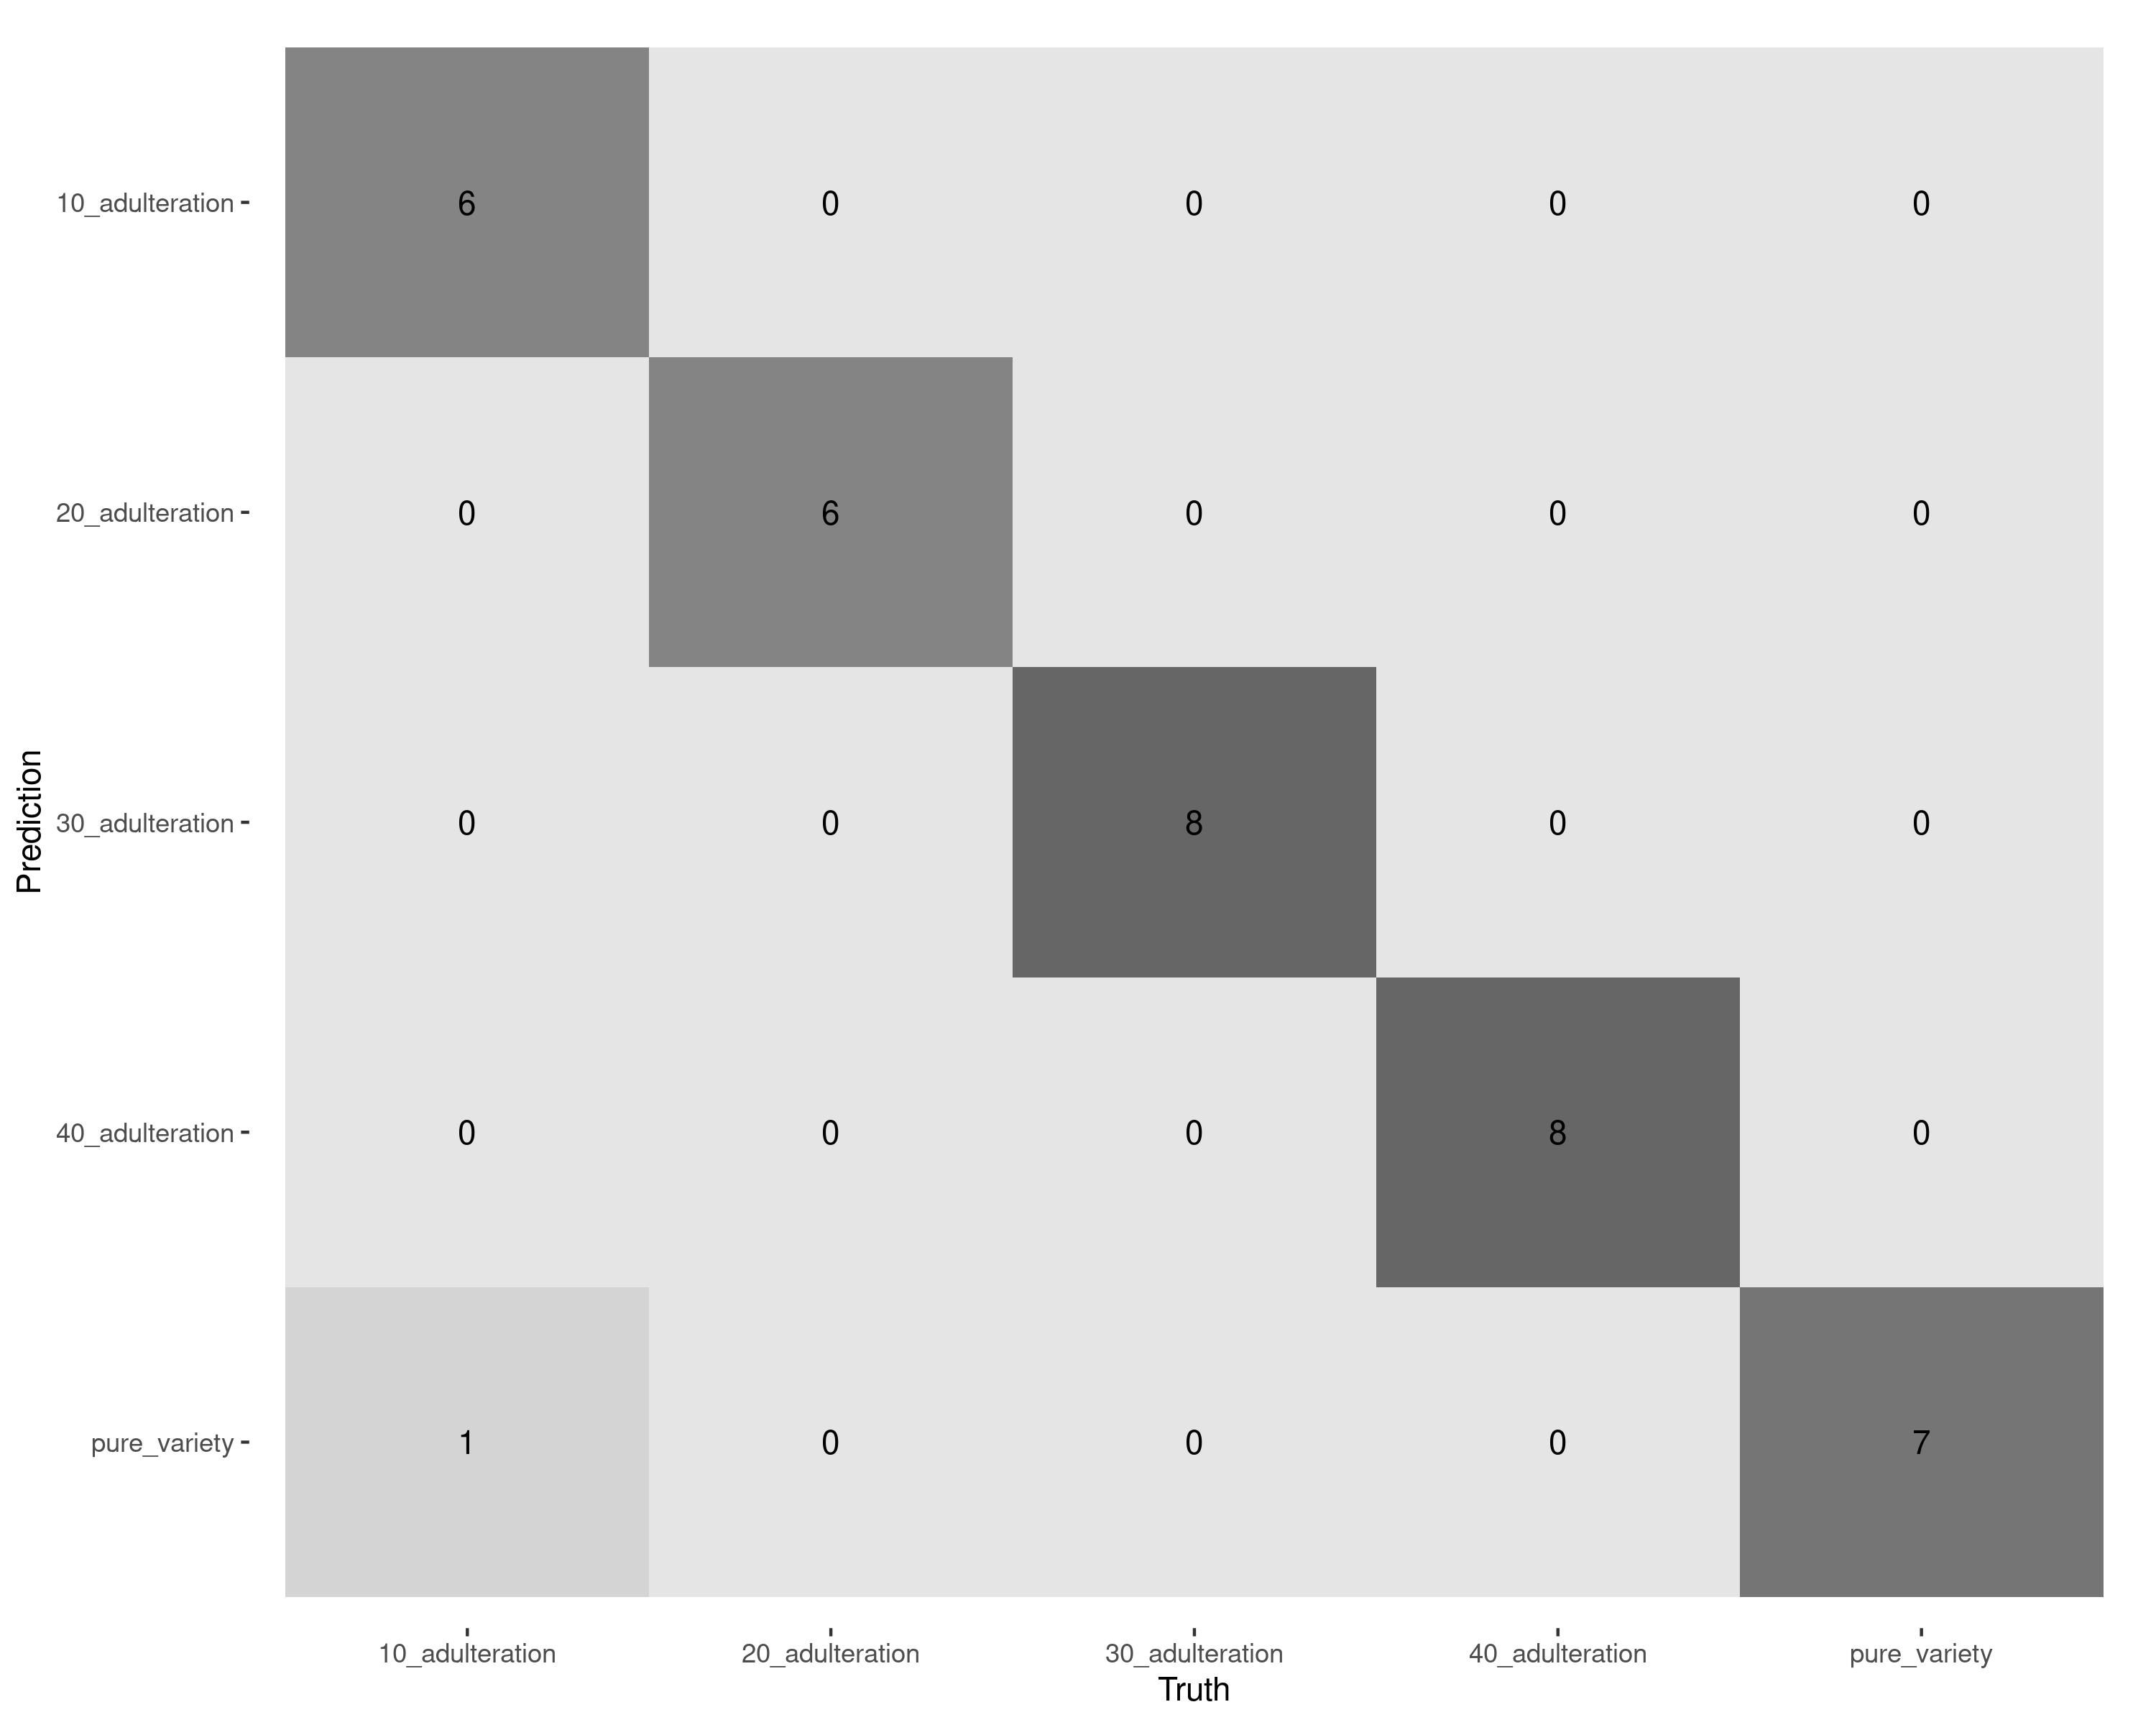 10_adulteration 6 0 0 0 0
20_adulteration 0 6 0 0 0
Prediction
30_adulteration 0 0 8 0 0
40_adulteration 0 0 0 8 0
pure_variety 1 0 0 0 7
10_adulteration 20_adulteration 30_adulteration 40_adulteration pure_variety
Truth